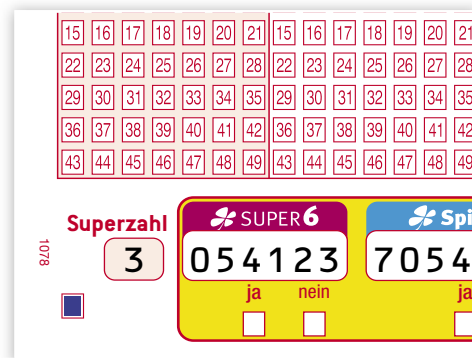 15 16 17 18 19 20 21 15 16 17 18 19 20 21
22 23 24 25 26 27 28 22 23 24 25 26 27 28
29 30 31 32 33 34 35 29 30 31 32 33 34 35
36 37 38 39 40 41 42 36 37 38 39 40 41 42
43 44 45 46 47 48 49 43 44 45 46 47 48 49
Superzahl SUPER 6 Spi
3 054123 7054
ja nein ja
1078